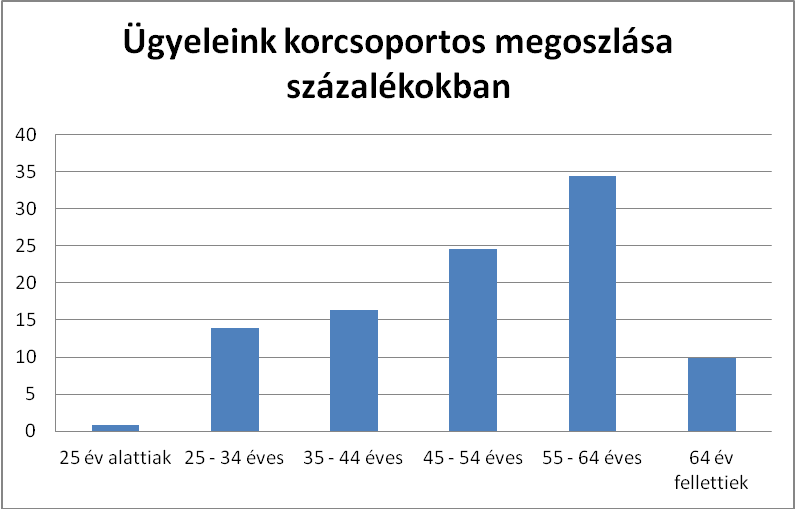 Ügyeleink korcsoportos megoszlása
százalékokban
40
35
30
25
20
15
10
5
0
25 év alattiak
25 - 34 éves
35 - 44 éves
45 - 54 éves
55 - 64 éves
64 év
fellettiek